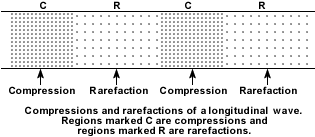 C R C R
Compression Rarefaction Compression Rarefaction
Compressions and rarefactions of a longitudinal wave.
Regions marked C are compressions and
regions marked R are rarefactions.